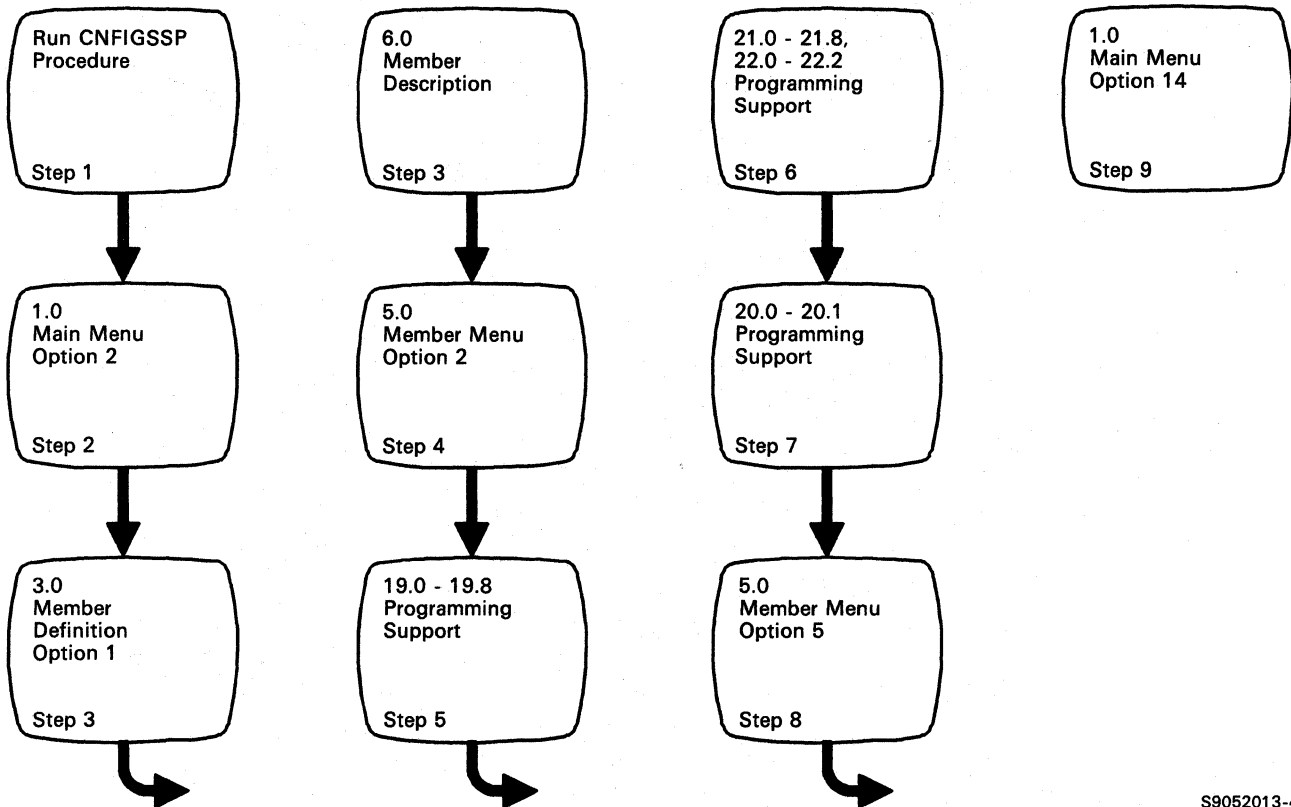 Run CNFIGSSP
Procedure
Step 1
1.0
Main Menu
Option 2
Step 2
3.0
Member
Definition
Option 1
Step 3
6.0
Member
Description
Step 3
5.0
Member Menu
Option 2
Step 4
19.0 - 19.8
Programming
Support
Step 5
21.0 - 21.8,
22.0 - 22.2
Programming
Support
Step 6
20.0 - 20.1
Programming
Support
Step 7
5.0
Member Menu
Option 5
Step 8
1.0
Main Menu
Option 14
Step 9